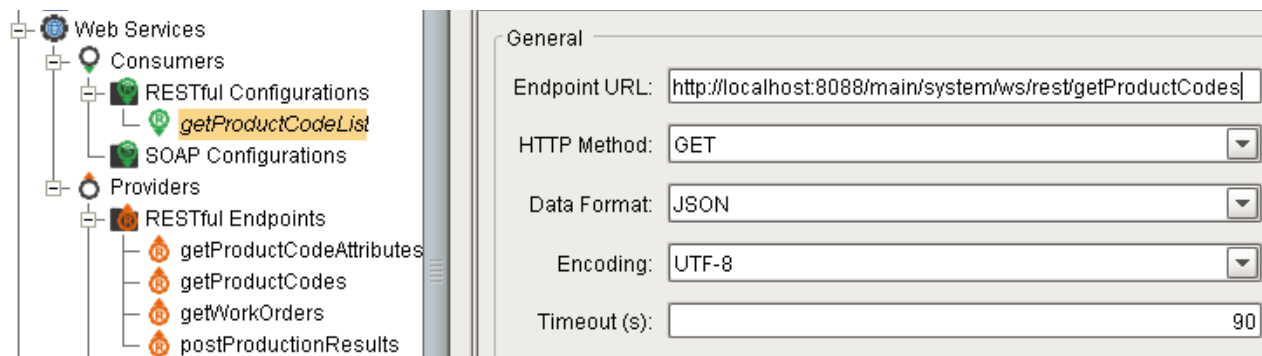 Web Services
Consumers
RESTful Configurations
getProductCodeList
SOAP Configurations
Providers
RESTful Endpoints
getProductCodeAttributes
getProductCodes
getWorkOrders
postProductionResults
General
Endpoint URL: http://localhost:8088/main/system/ws/rest/getProductCodes
HTTP Method: GET
Data Format: JSON
Encoding: UTF-8
Timeout (s): 90